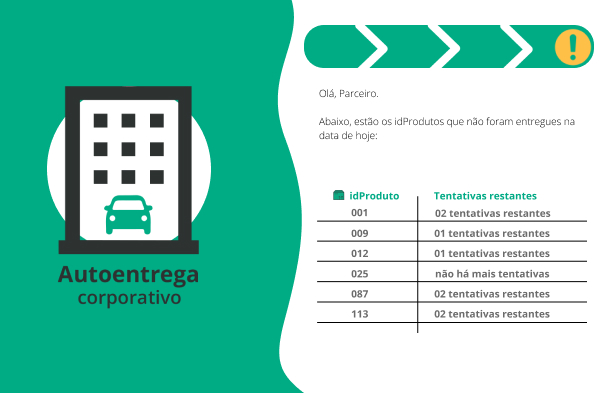 Autoentrega
corporativo
!
Olá, Parceiro.
Abaixo, estão os idProdutos que não foram entregues na
data de hoje:
idProduto Tentativas restantes
001 02 tentativas restantes
009 01 tentativas restantes
012 01 tentativas restantes
025 não há mais tentativas
087 02 tentativas restantes
113 02 tentativas restantes